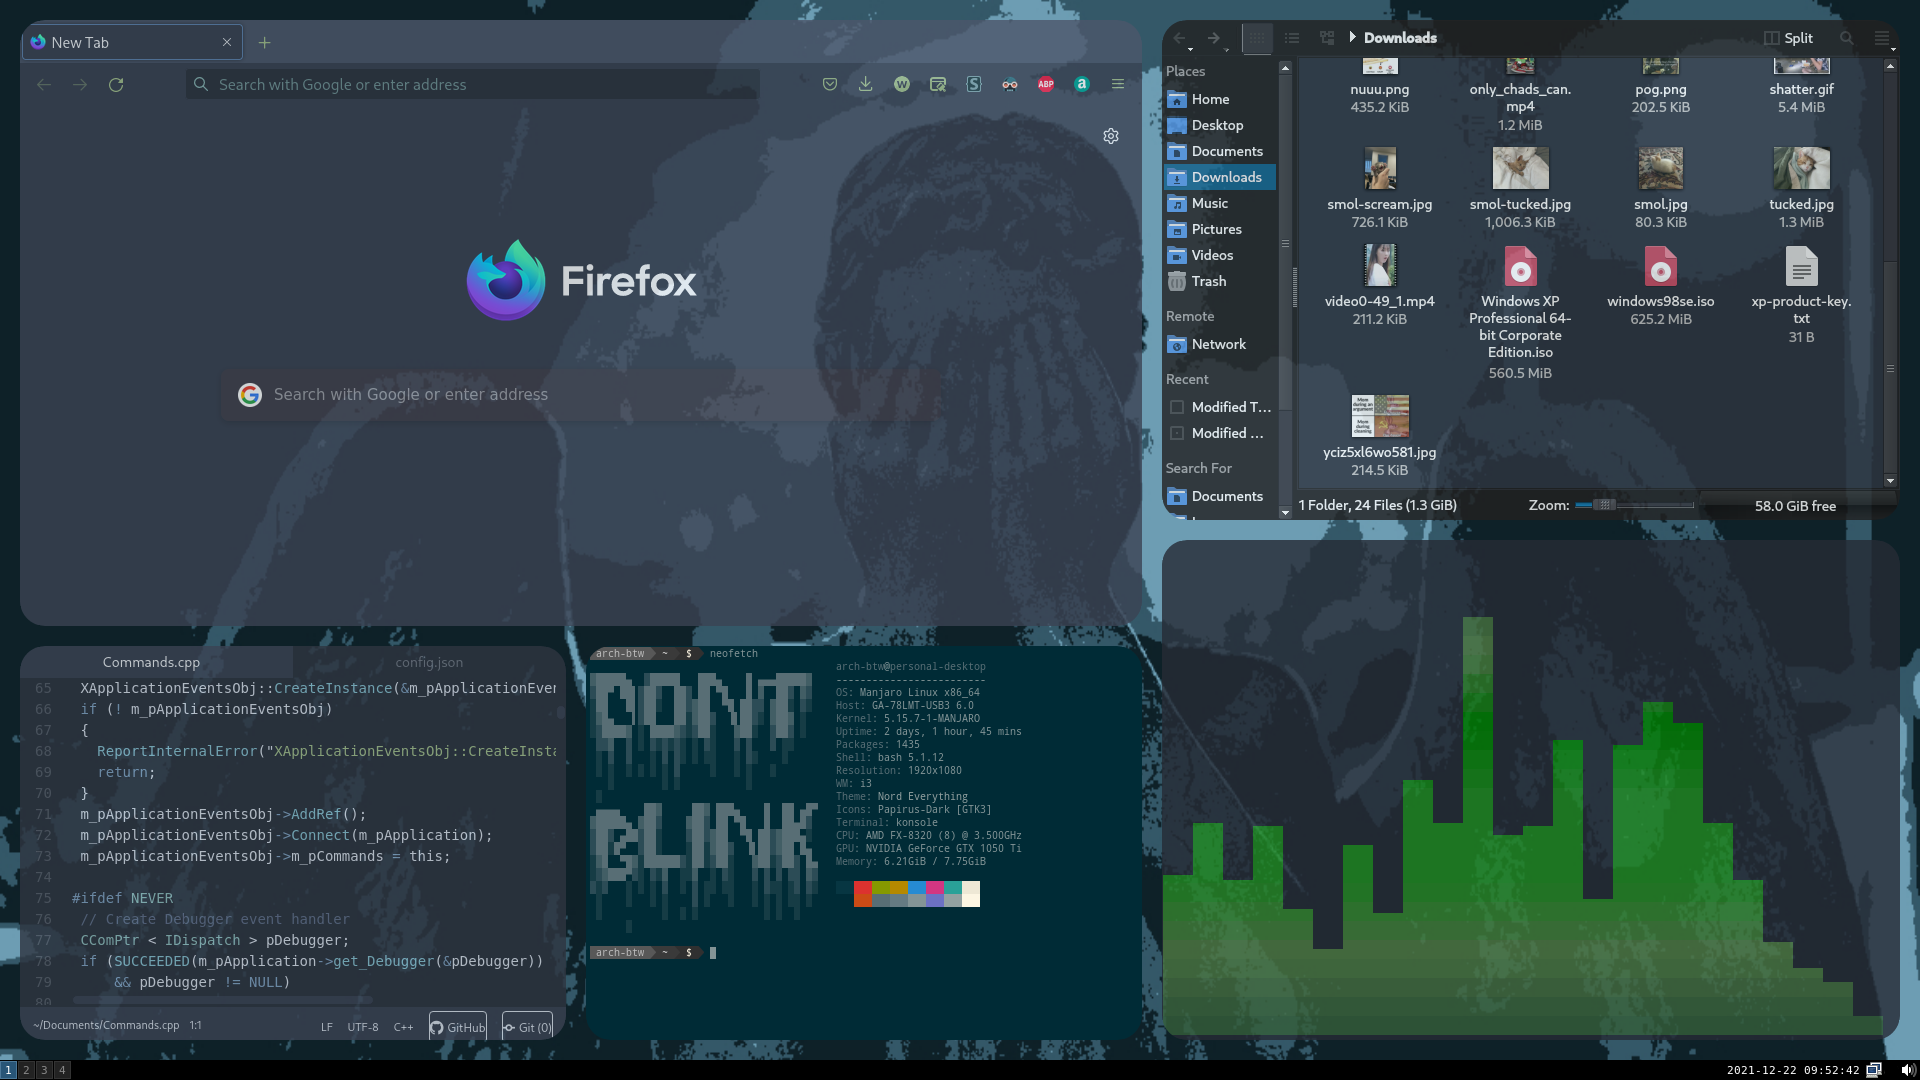 New Tab
Search with Google or enter address
Firefox
Search with Google or enter address
ABP
Downloads
Split
Places
Home
Desktop
Documents
Downloads
Music
Pictures
Videos
Trash
Remote
Network
Recent
Modified T...
Modified ...
Search For
Documents
nuuu.png
435.2 KiB
only_chads_can.
mp4
1.2 MiB
pog.png
202.5 KiB
shatter.gif
5.4 MiB
smol-scream.jpg
726.1 KiB
smol-tucked.jpg
1,006.3 KiB
smol.jpg
80.3 KiB
tucked.jpg
1.3 MiB
video0-49_1.mp4
211.2 KiB
Windows XP
Professional 64-
bit Corporate
Edition.iso
560.5 MiB
windows98se.iso
625.2 MiB
xp-product-key.
txt
31 B
Mom
during an
argument
Mom
during
cleaning
yciz5xl6wo581.jpg
214.5 KiB
1 Folder, 24 Files (1.3 GiB)
Zoom:
58.0 GiB free
Commands.cpp
config.json
65 XApplicationEventsObj::CreateInstance(&m_pApplicationEver
66 if (! m_pApplicationEventsObj)
67 {
68 ReportInternalError("XApplicationEventsObj::CreateInsta
69 return;
70 }
71 m_pApplicationEventsObj->AddRef();
72 m_pApplicationEventsObj->Connect(m_pApplication);
73 m_pApplicationEventsObj->m_pCommands = this;
74
75 #ifdef NEVER
76 // Create Debugger event handler
77 CComPtr < IDispatch > pDebugger;
78 if (SUCCEEDED(m_pApplication->get_Debugger(&pDebugger))
79 && pDebugger != NULL)
80
~/Documents/Commands.cpp 1:1
LF UTF-8 C++ GitHub Git (0)
arch-btw ~ $ neofetch
DONT
BLINK
arch-btw@personal-desktop
-------------------------
OS: Manjaro Linux x86_64
Host: GA-78LMT-USB3 6.0
Kernel: 5.15.7-1-MANJARO
Uptime: 2 days, 1 hour, 45 mins
Packages: 1435
Shell: bash 5.1.12
Resolution: 1920x1080
WM: i3
Theme: Nord Everything
Icons: Papirus-Dark [GTK3]
Terminal: konsole
CPU: AMD FX-8320 (8) @ 3.500GHz
GPU: NVIDIA GeForce GTX 1050 Ti
Memory: 6.21GiB / 7.75GiB
arch-btw ~ $
1 2 3 4
2021-12-22 09:52:42